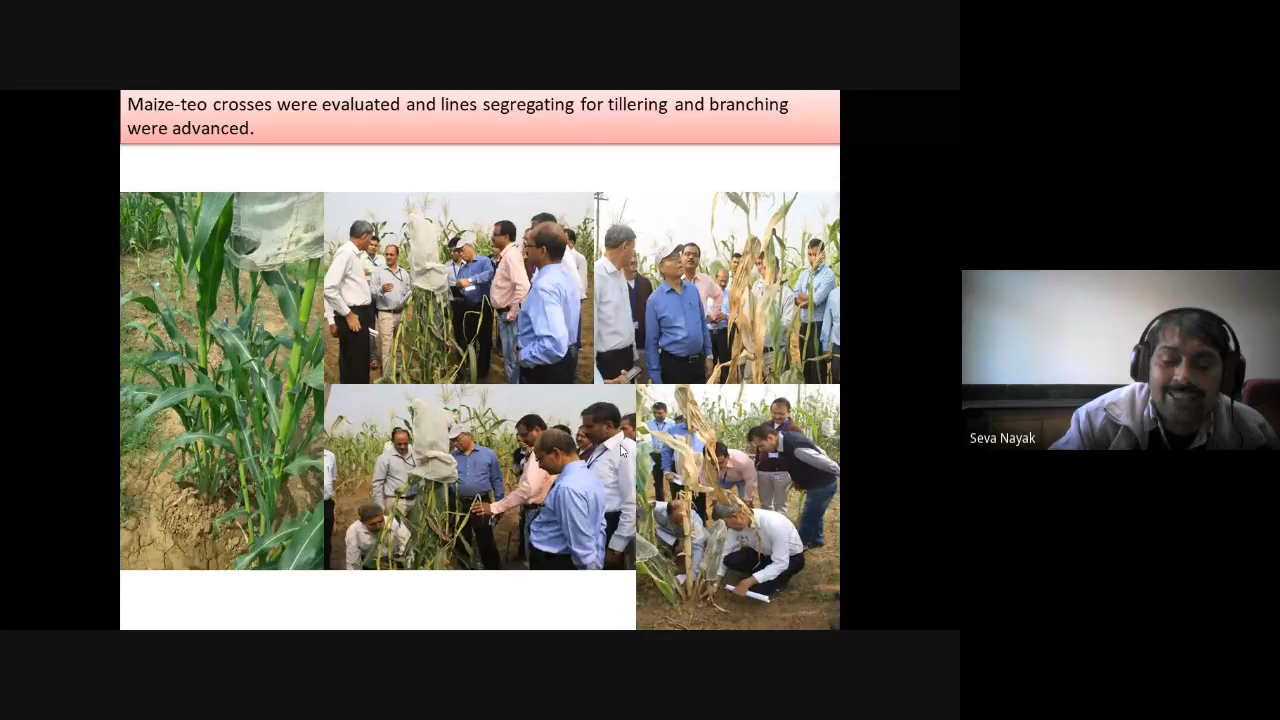 Maize-teo crosses were evaluated and lines segregating for tillering and branching
were advanced.
Seva Nayak